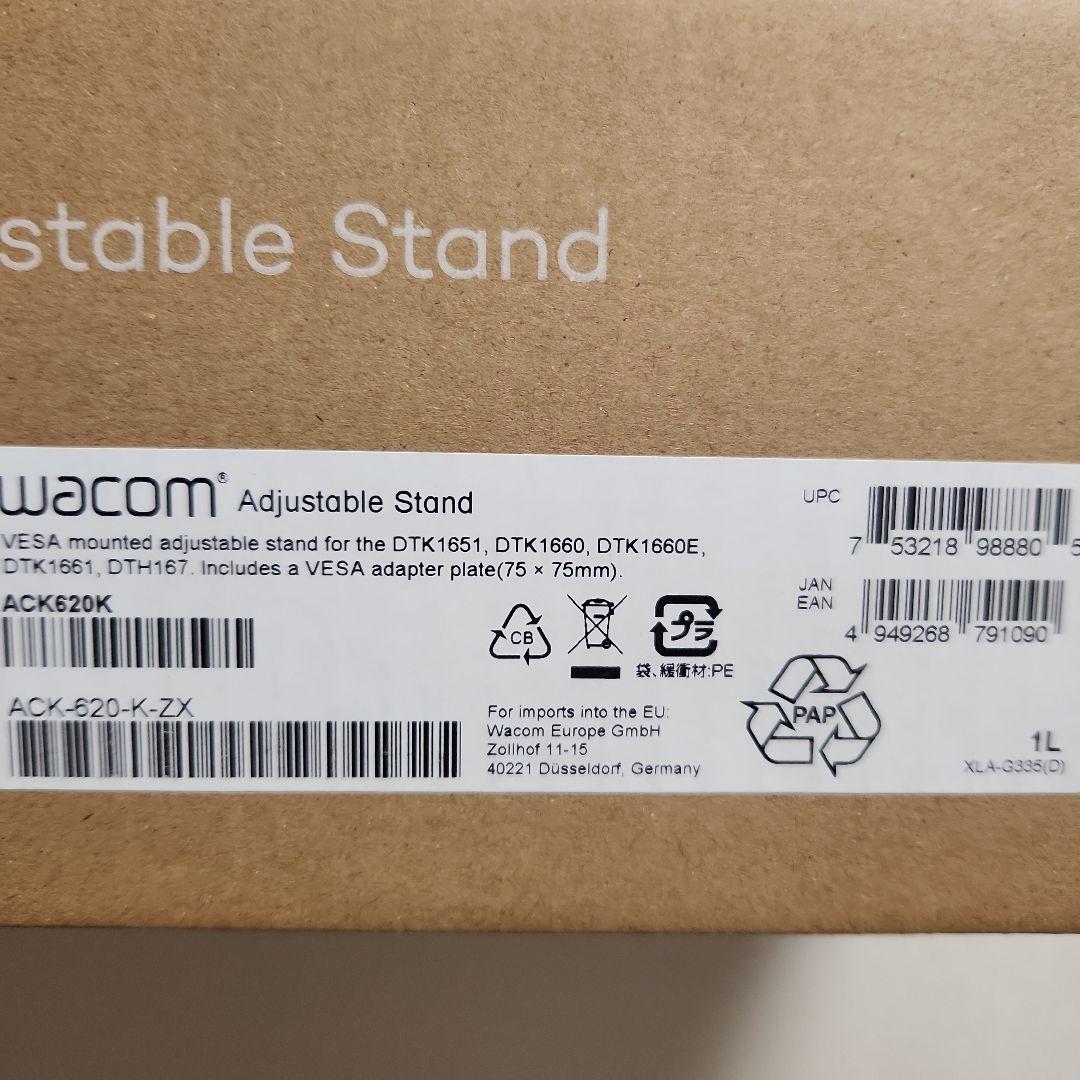 stable Stand
wacom® Adjustable Stand
VESA mounted adjustable stand for the DTK1651, DTK1660, DTK1660E,
DTK1661, DTH167. Includes a VESA adapter plate(75 × 75mm).
ACK620K
ACK-620-K-ZX
CB
プラ
袋、緩衝材:PE
For imports into the EU:
Wacom Europe GmbH
Zollhof 11-15
40221 Düsseldorf, Germany
PAP
UPC
7 53218 98880 5
JAN
EAN
4 949268 791090
1L
XLA-G335(D)